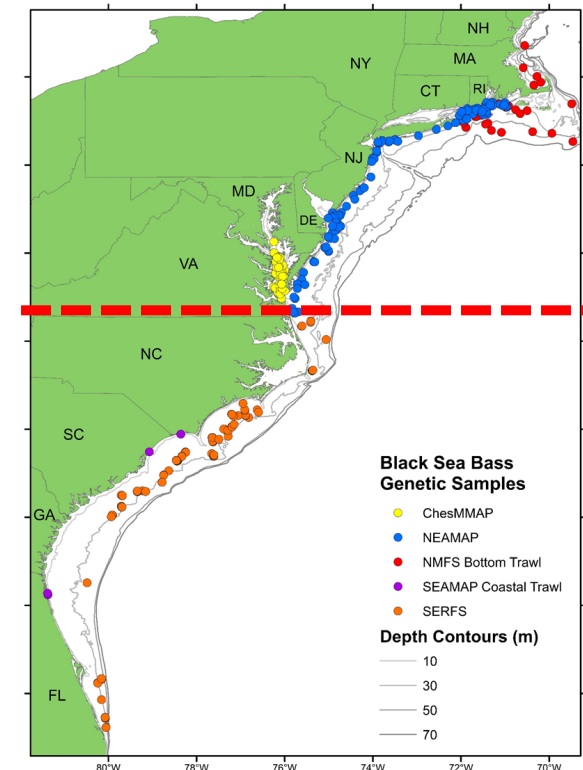 NH
NY
MA
CT
RI
NJ
MD
DE
VA
NC
SC
Black Sea Bass
Genetic Samples
ChesMMAP
NEAMAP
GA
NMFS Bottom Trawl
SEAMAP Coastal Trawl
SERFS
Depth Contours (m)
10
30
FL
50
70
80°W
78°W
76°W
74°W
72°W
70°W